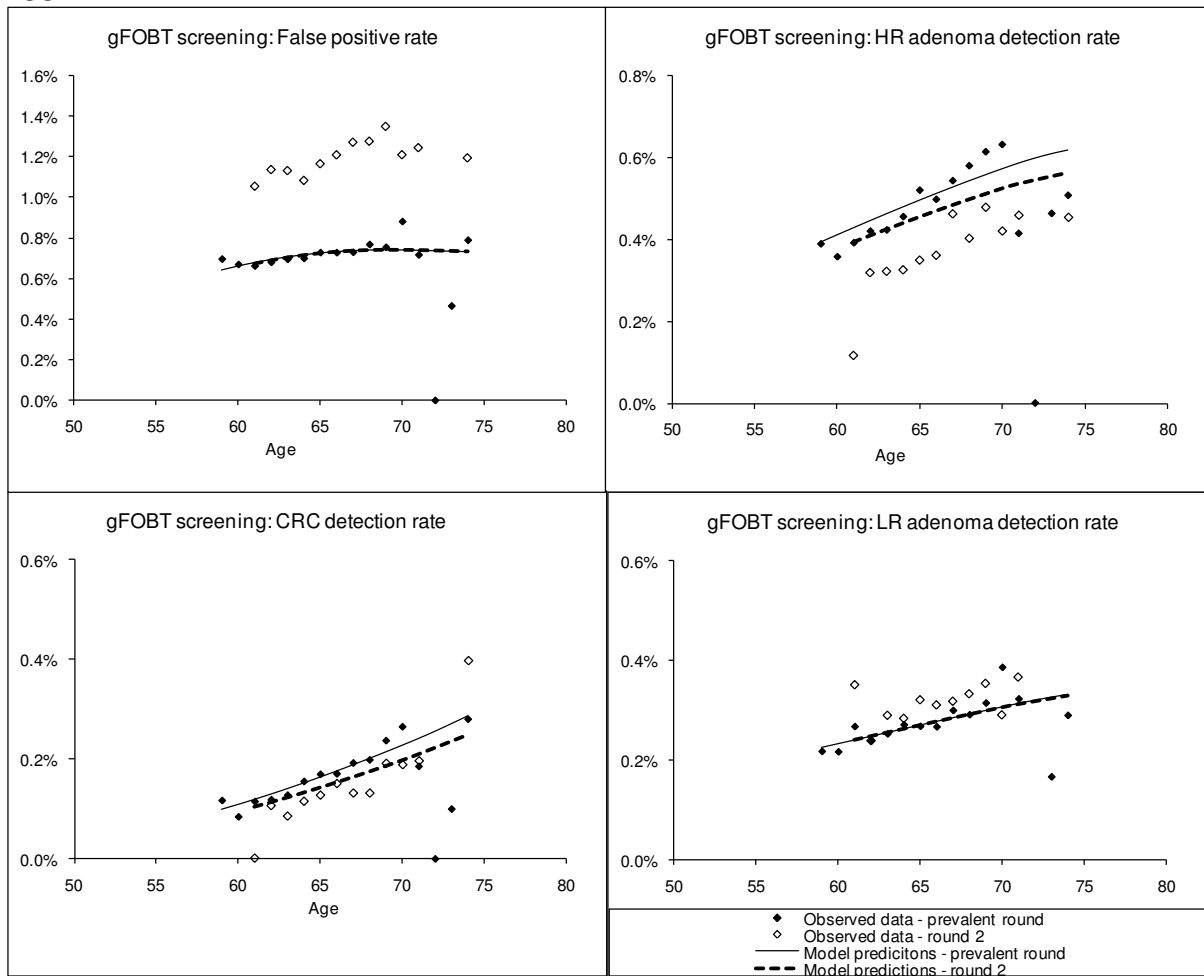 gFOBT screening: False positive rate
1.6%
1.4%
1.2%
1.0%
0.8%
0.6%
0.4%
0.2%
0.0%
50 55 60 65 70 75 80
Age
gFOBT screening: HR adenoma detection rate
0.8%
0.6%
0.4%
0.2%
0.0%
50 55 60 65 70 75 80
Age
gFOBT screening: CRC detection rate
0.6%
0.4%
0.2%
0.0%
50 55 60 65 70 75 80
Age
gFOBT screening: LR adenoma detection rate
0.6%
0.4%
0.2%
0.0%
50 55 60 65 70 75 80
Observed data - prevalent round
Observed data - round 2
Model predicitons - prevalent round
Model predictions - round 2